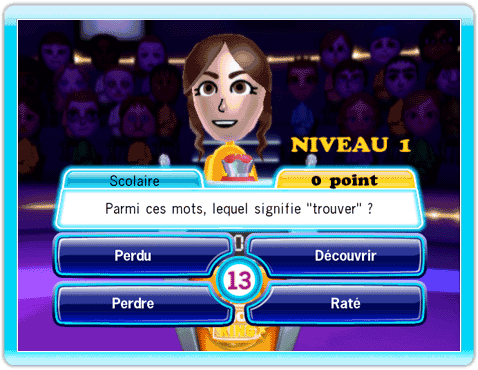 NIVEAU 1
Scolaire
0 point
Parmi ces mots, lequel signifie "trouver" ?
Perdu
Découvrir
13
Perdre
Raté